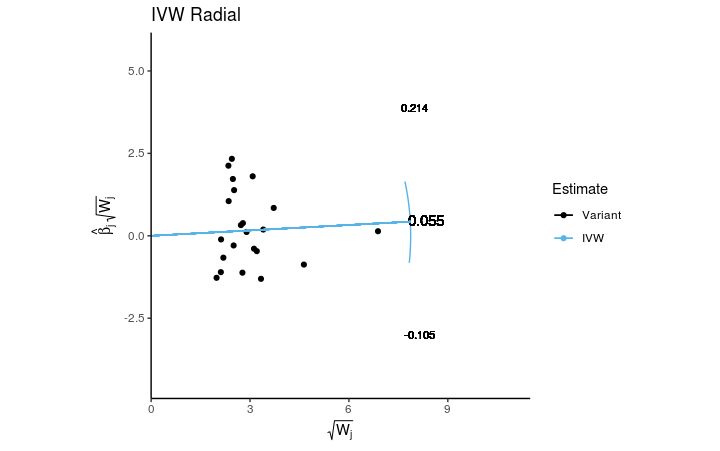 IVW Radial
5.0
2.5
0.0
-2.5
β̂ⱼ√Wⱼ
0.214
0.055
-0.105
0
3
6
9
√Wⱼ
Estimate
Variant
IVW